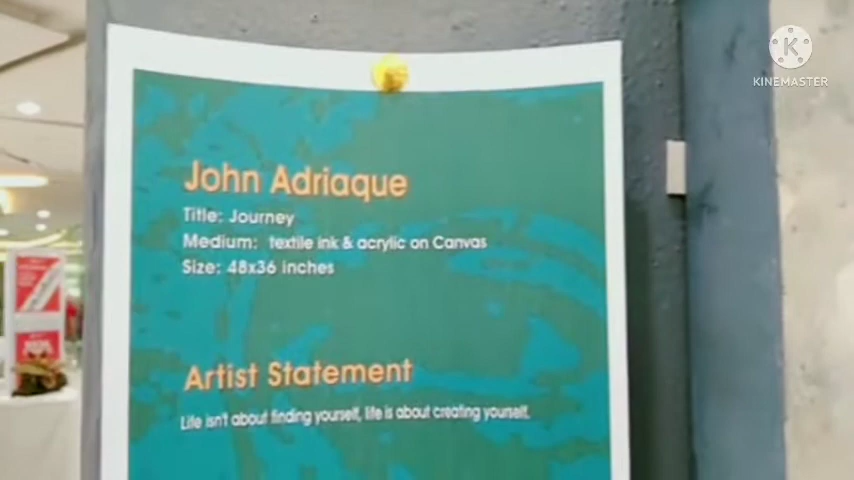 John Adriaque
Title: Journey
Medium: textile ink & acrylic on Canvas
Size: 48x36 inches
Artist Statement
Life isn't about finding yourself, life is about creating yourself.
KINEMASTER